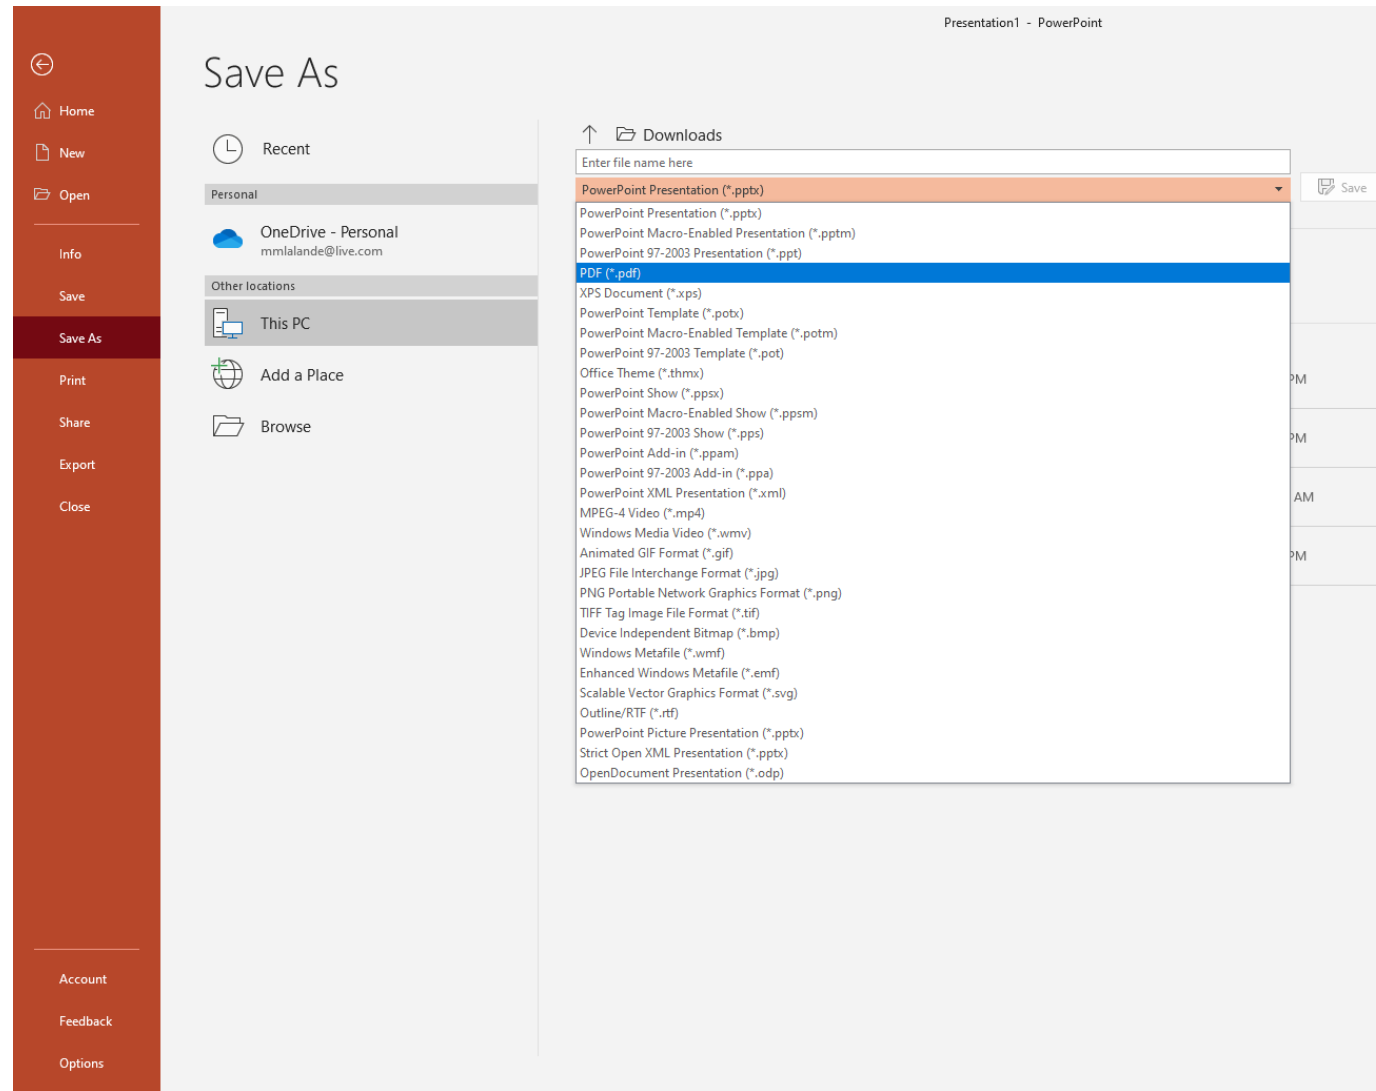 Presentation1 - PowerPoint
Save As
Home
New
Open
Info
Save
Save As
Print
Share
Export
Close
Account
Feedback
Options
Recent
Personal
OneDrive - Personal
mmlalande@live.com
Other locations
This PC
Add a Place
Browse
Downloads
Enter file name here
PowerPoint Presentation (*.pptx)
Save
PowerPoint Presentation (*.pptx)
PowerPoint Macro-Enabled Presentation (*.pptm)
PowerPoint 97-2003 Presentation (*.ppt)
PDF (*.pdf)
XPS Document (*.xps)
PowerPoint Template (*.potx)
PowerPoint Macro-Enabled Template (*.potm)
PowerPoint 97-2003 Template (*.pot)
Office Theme (*.thmx)
PowerPoint Show (*.ppsx)
PowerPoint Macro-Enabled Show (*.ppsm)
PowerPoint 97-2003 Show (*.pps)
PowerPoint Add-in (*.ppam)
PowerPoint 97-2003 Add-in (*.ppa)
PowerPoint XML Presentation (*.xml)
MPEG-4 Video (*.mp4)
Windows Media Video (*.wmv)
Animated GIF Format (*.gif)
JPEG File Interchange Format (*.jpg)
PNG Portable Network Graphics Format (*.png)
TIFF Tag Image File Format (*.tif)
Device Independent Bitmap (*.bmp)
Windows Metafile (*.wmf)
Enhanced Windows Metafile (*.emf)
Scalable Vector Graphics Format (*.svg)
Outline/RTF (*.rtf)
PowerPoint Picture Presentation (*.pptx)
Strict Open XML Presentation (*.pptx)
OpenDocument Presentation (*.odp)
PM
PM
AM
PM